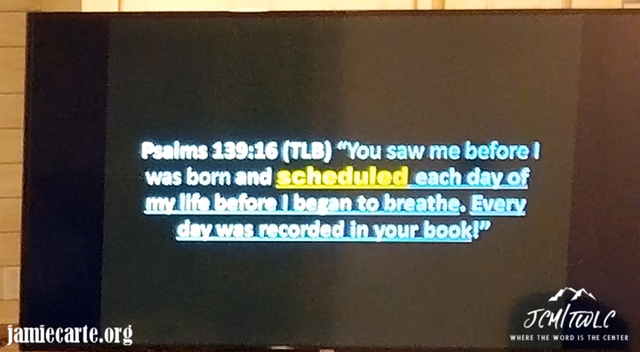 Psalms 139:16 (TLB) “You saw me before I
was born and scheduled each day of
my life before I began to breathe. Every
day was recorded in your book!”
jamiecarte.org
JCM/TWLC
WHERE THE WORD IS THE CENTER